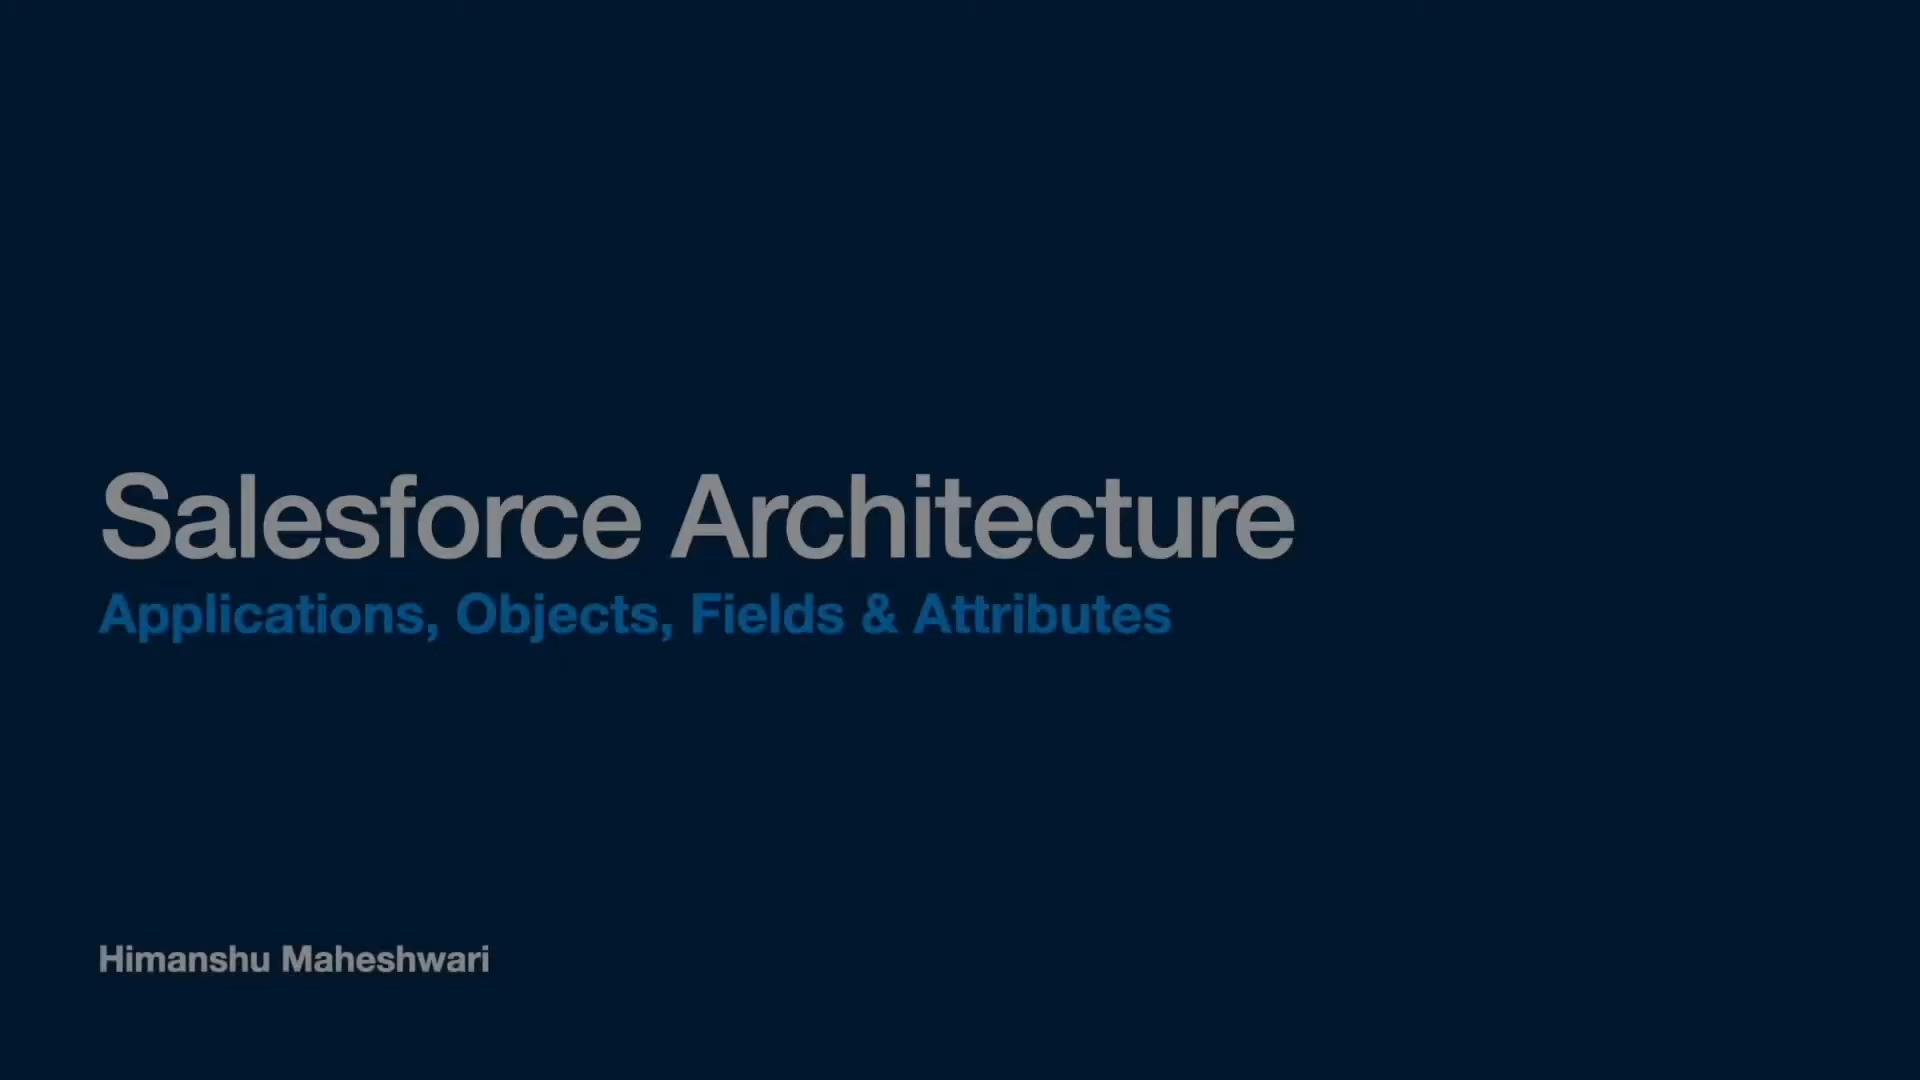 Salesforce Architecture
Applications, Objects, Fields & Attributes
Himanshu Maheshwari